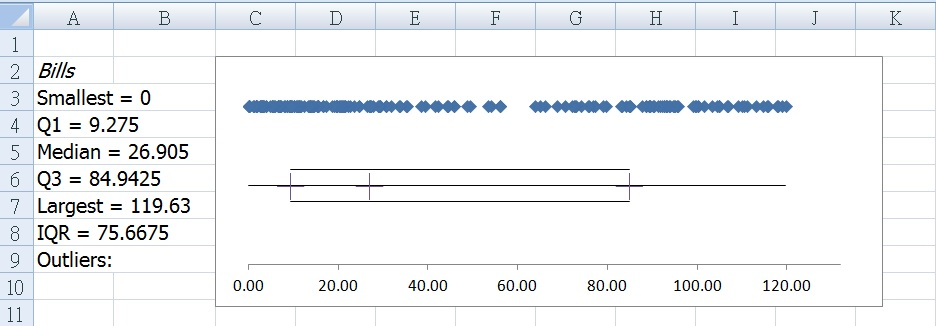 A B C D E F G H I J K
1
2 Bills
3 Smallest = 0
4 Q1 = 9.275
5 Median = 26.905
6 Q3 = 84.9425
7 Largest = 119.63
8 IQR = 75.6675
9 Outliers:
10
0.00 20.00 40.00 60.00 80.00 100.00 120.00
11